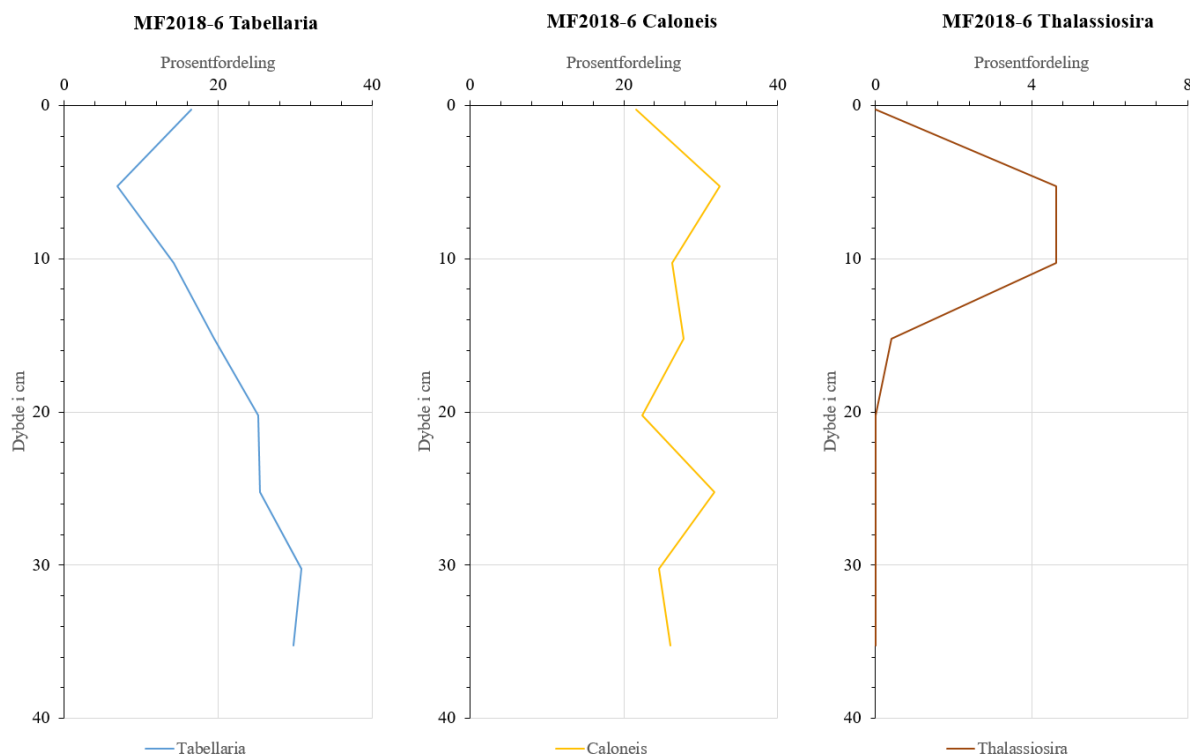 MF2018-6 Tabellaria
Prosentfordeling
0 20 40
0
10
20
30
40
Dybde i cm
Tabellaria
MF2018-6 Caloneis
Prosentfordeling
0 20 40
0
10
20
30
40
Dybde i cm
Caloneis
MF2018-6 Thalassiosira
Prosentfordeling
0 4 8
0
10
20
30
40
Dybde i cm
Thalassiosira